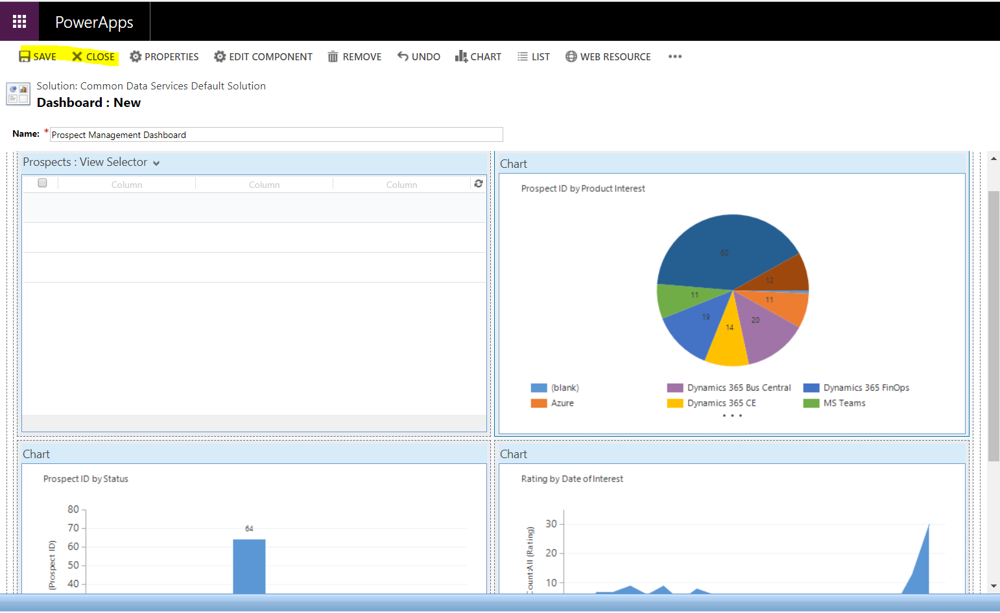 PowerApps
SAVE CLOSE PROPERTIES EDIT COMPONENT REMOVE UNDO CHART LIST WEB RESOURCE •••
Solution: Common Data Services Default Solution
Dashboard : New
Name: * Prospect Management Dashboard
Prospects : View Selector
Column Column Column
Chart
Prospect ID by Product Interest
60
12
11
11
19
20
14
(blank) Dynamics 365 Bus Central Dynamics 365 FinOps
Azure Dynamics 365 CE MS Teams
• • •
Chart
Prospect ID by Status
80
70
60
50
40
64
(Prospect ID)
Chart
Rating by Date of Interest
30
20
10
Count:All (Rating)